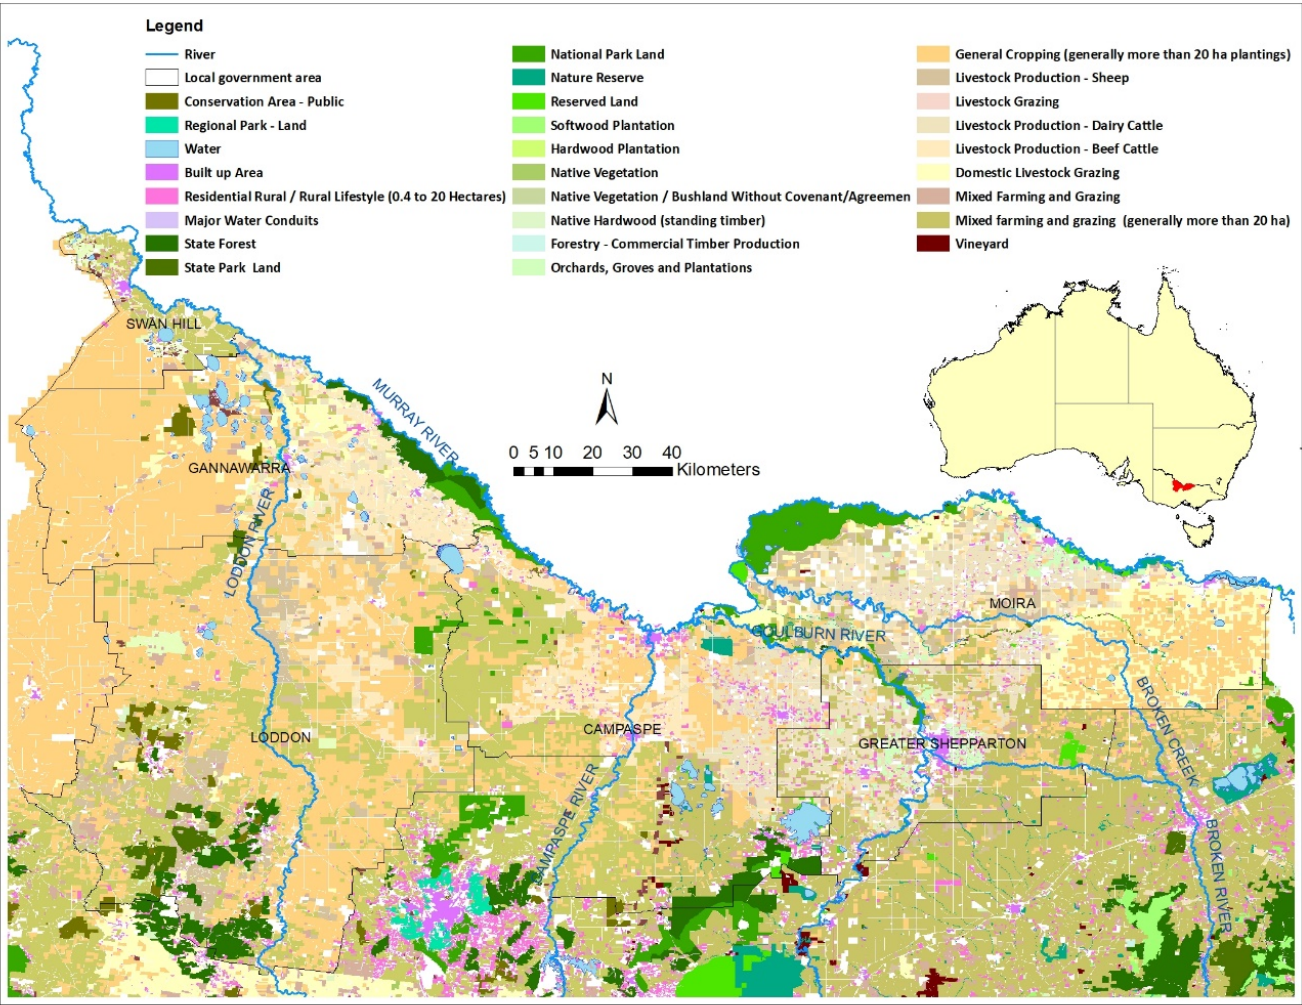 Legend
River
Local government area
Conservation Area - Public
Regional Park - Land
Water
Built up Area
Residential Rural / Rural Lifestyle (0.4 to 20 Hectares)
Major Water Conduits
State Forest
State Park Land
National Park Land
Nature Reserve
Reserved Land
Softwood Plantation
Hardwood Plantation
Native Vegetation
Native Vegetation / Bushland Without Covenant/Agreemen
Native Hardwood (standing timber)
Forestry - Commercial Timber Production
Orchards, Groves and Plantations
General Cropping (generally more than 20 ha plantings)
Livestock Production - Sheep
Livestock Grazing
Livestock Production - Dairy Cattle
Livestock Production - Beef Cattle
Domestic Livestock Grazing
Mixed Farming and Grazing
Mixed farming and grazing (generally more than 20 ha)
Vineyard
SWAN HILL
MURRAY RIVER
N
0 5 10 20 30 40
Kilometers
GANNAWARRA
LODDON RIVER
MOIRA
GOULBURN RIVER
BROKEN CREEK
LODDON
CAMPASPE
GREATER SHEPPARTON
CAMPASPE RIVER
BROKEN RIVER